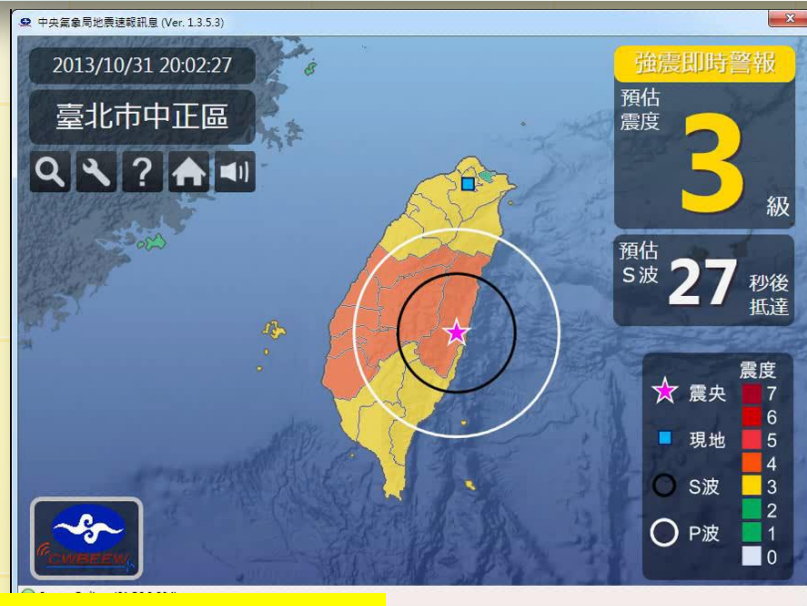 中央氣象局地震速報訊息 (Ver. 1.3.5.3)
2013/10/31 20:02:27
臺北市中正區
?
強震即時警報
預估
震度
3
級
預估
S波
27
秒後
抵達
震度
震央
現地
S波
P波
7
6
5
4
3
2
1
0
CWBEEW